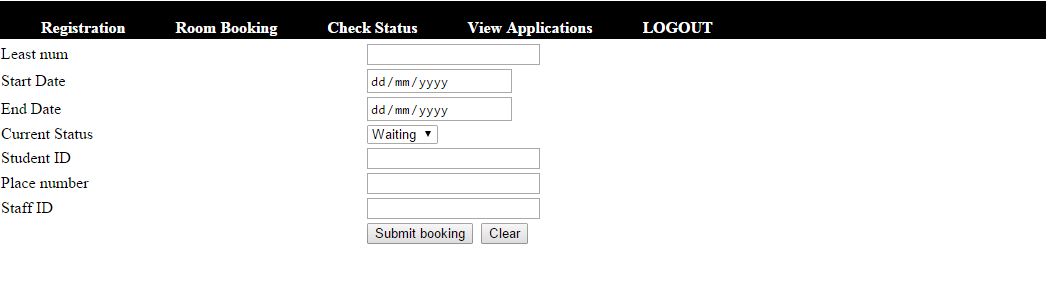 Registration Room Booking Check Status View Applications LOGOUT
Least num
Start Date dd/mm/yyyy
End Date dd/mm/yyyy
Current Status Waiting
Student ID
Place number
Staff ID
Submit booking Clear